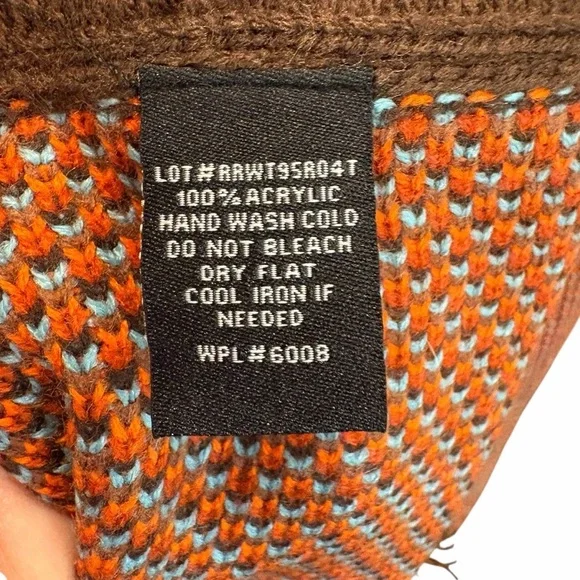 LOT#RRWT95R04T
100% ACRYLIC
HAND WASH COLD
DO NOT BLEACH
DRY FLAT
COOL IRON IF
NEEDED
WPL#6008